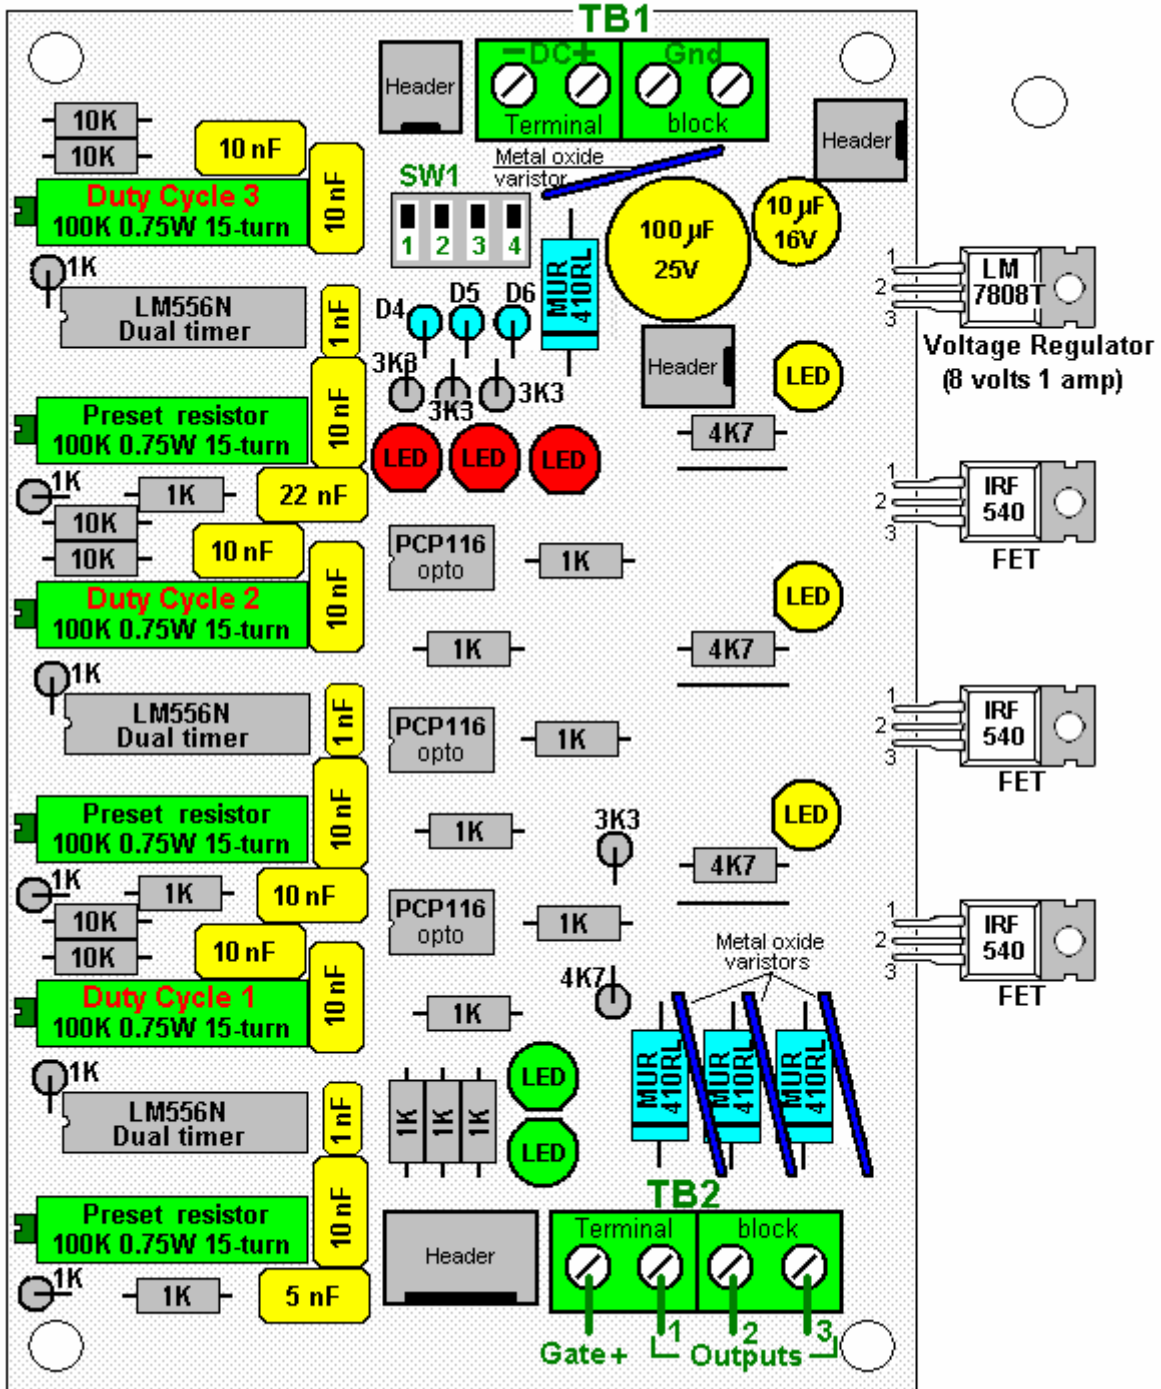 TB1
Header
DC
Gnd
Terminal
block
Header
10K
10K
10 nF
10 nF
Metal oxide
varistor
SW1
1
2
3
4
Duty Cycle 3
100K 0.75W 15-turn
100 µF
25V
10 µF
16V
MUR
410RL
1K
LM556N
Dual timer
1 nF
D4
D5
D6
1
2
3
LM
7808T
Voltage Regulator
(8 volts 1 amp)
Header
LED
3K3
3K3
3K3
Preset resistor
100K 0.75W 15-turn
10 nF
LED
LED
LED
4K7
1
2
3
IRF
540
FET
1K
1K
22 nF
10K
10K
10 nF
10 nF
PCP116
opto
1K
LED
Duty Cycle 2
100K 0.75W 15-turn
1K
4K7
1K
LM556N
Dual timer
1 nF
PCP116
opto
1K
1
2
3
IRF
540
FET
Preset resistor
100K 0.75W 15-turn
10 nF
1K
3K3
LED
4K7
1K
1K
10 nF
10K
10K
10 nF
10 nF
PCP116
opto
1K
1
2
3
IRF
540
FET
Metal oxide
varistors
4K7
Duty Cycle 1
100K 0.75W 15-turn
1K
1K
LM556N
Dual timer
1 nF
1K
1K
1K
LED
LED
MUR
410RL
MUR
410RL
MUR
410RL
Preset resistor
100K 0.75W 15-turn
10 nF
TB2
Header
Terminal
block
1K
1K
5 nF
1
2
3
Gate +
Outputs